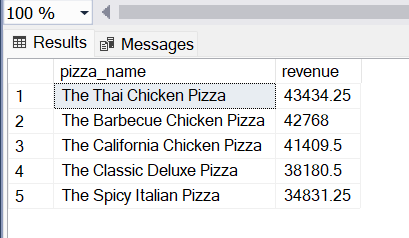 100 %
Results Messages
pizza_name revenue
1 The Thai Chicken Pizza 43434.25
2 The Barbecue Chicken Pizza 42768
3 The California Chicken Pizza 41409.5
4 The Classic Deluxe Pizza 38180.5
5 The Spicy Italian Pizza 34831.25